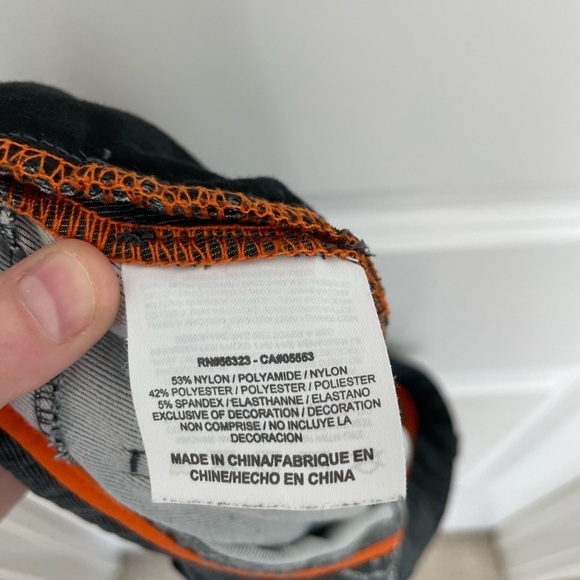 RN#56323 - CA#05553
53% NYLON / POLYAMIDE / NYLON
42% POLYESTER / POLYESTER / POLIESTER
5% SPANDEX / ELASTHANNE / ELASTANO
EXCLUSIVE OF DECORATION / DECORATION
NON COMPRISE / NO INCLUYE LA
DECORACIÓN
MADE IN CHINA/FABRIQUE EN
CHINE/HECHO EN CHINA